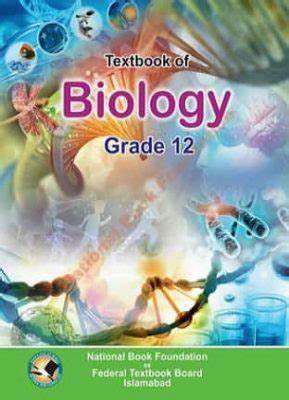 Textbook of
Biology
Grade 12
National Book Foundation
as
Federal Textbook Board
Islamabad